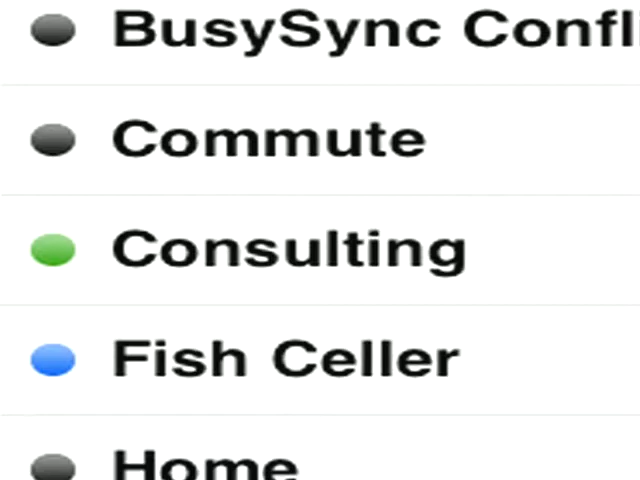 BusySync Confli
Commute
Consulting
Fish Celler
Home